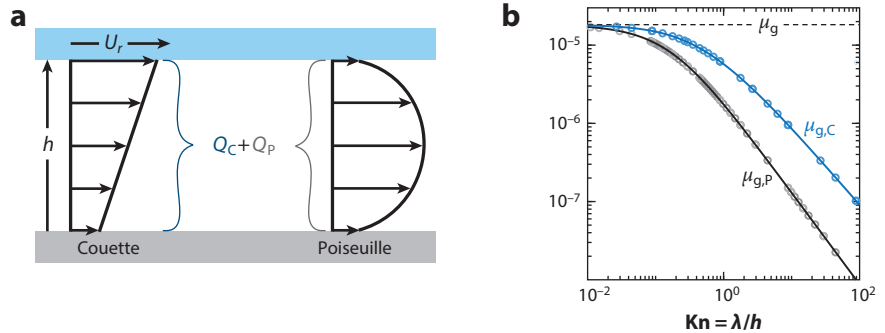 a
U_r
h
Q_C+Q_P
Couette
Poiseuille
b
10^-5
10^-6
10^-7
μ_g
μ_g,C
μ_g,P
10^-2
10^0
10^2
Kn = λ/h